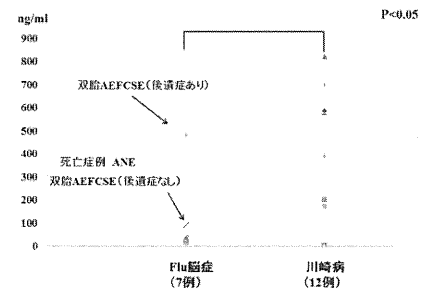 ng/ml
P<0.05
900
800
700
600
500
400
300
200
100
0
双胎AEFCSE（後遺症あり）
死亡症例 ANE
双胎AEFCSE（後遺症なし）
Flu脳症
（7例）
川崎病
（12例）